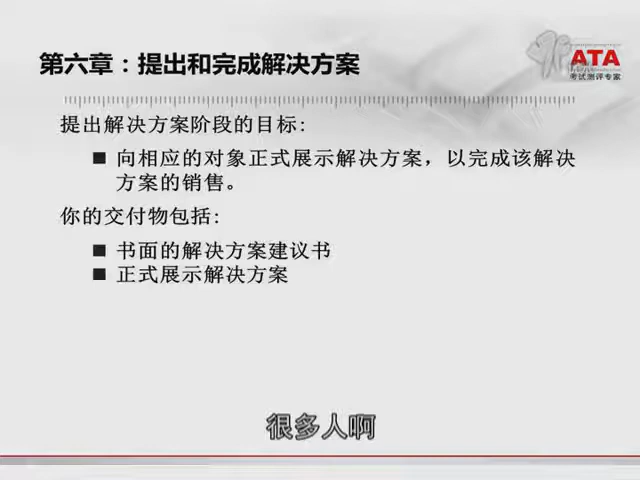 第六章：提出和完成解决方案
ATA
考试测评专家
提出解决方案阶段的目标:
■ 向相应的对象正式展示解决方案，以完成该解决
方案的销售。
你的交付物包括:
■ 书面的解决方案建议书
■ 正式展示解决方案
很多人啊